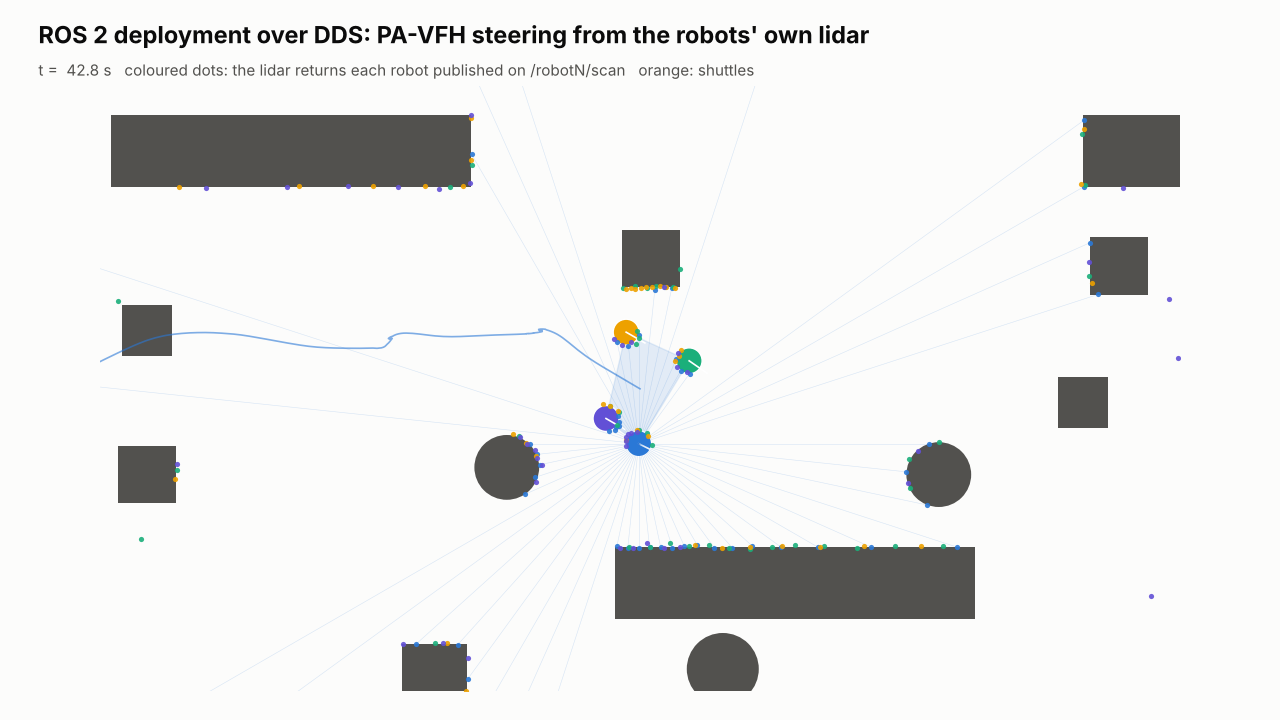 ROS 2 deployment over DDS: PA-VFH steering from the robots' own lidar
t =  42.8 s   coloured dots: the lidar returns each robot published on /robotN/scan   orange: shuttles